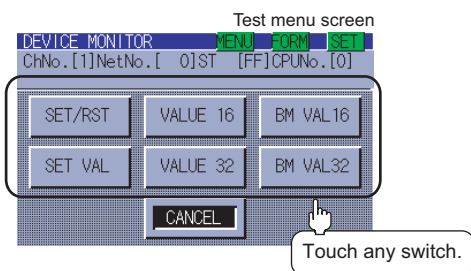 Test menu screen
DEVICE MONITOR MENU FORM SET
ChNo.[1]NetNo.[ 0]ST [FF]CPUNo.[0]
SET/RST VALUE 16 BM VAL16
SET VAL VALUE 32 BM VAL32
CANCEL
Touch any switch.